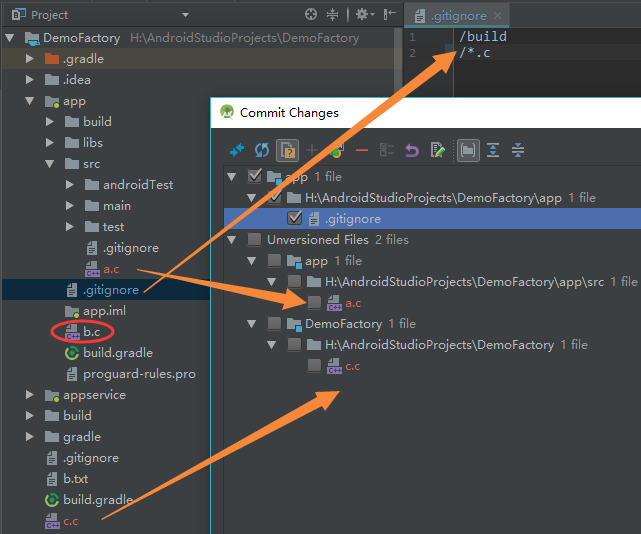 Project
DemoFactory H:\AndroidStudioProjects\DemoFactory
.gradle
.idea
app
build
libs
src
androidTest
main
test
.gitignore
a.c
.gitignore
app.iml
b.c
build.gradle
proguard-rules.pro
appservice
build
gradle
.gitignore
b.txt
build.gradle
c.c
.gitignore
1 /build
2 /*.c
Commit Changes
app 1 file
H:\AndroidStudioProjects\DemoFactory\app 1 file
.gitignore
Unversioned Files 2 files
app 1 file
H:\AndroidStudioProjects\DemoFactory\app\src 1 file
a.c
DemoFactory 1 file
H:\AndroidStudioProjects\DemoFactory 1 file
c.c